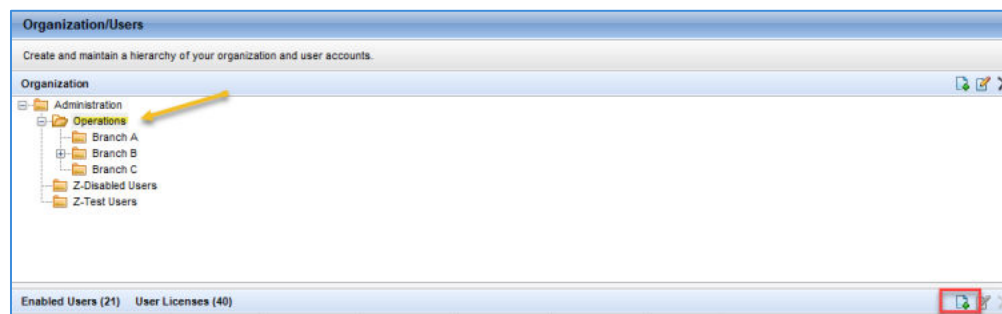 Organization/Users
Create and maintain a hierarchy of your organization and user accounts.
Organization
Administration
Operations
Branch A
Branch B
Branch C
Z-Disabled Users
Z-Test Users
Enabled Users (21) User Licenses (40)